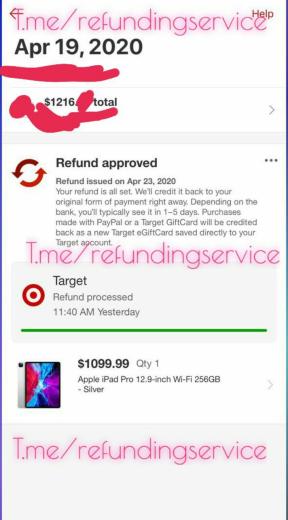 T.me/refundingservice
Help
Apr 19, 2020
$1216. total
Refund approved
Refund issued on Apr 23, 2020
Your refund is all set. We'll credit it back to your
original form of payment right away. Depending on the
bank, you'll typically see it in 1–5 days. Purchases
made with PayPal or a Target GiftCard will be credited
back as a new Target eGiftCard saved directly to your
Target account.
T.me/refundingservice
Target
Refund processed
11:40 AM Yesterday
$1099.99 Qty 1
Apple iPad Pro 12.9-inch Wi-Fi 256GB
- Silver
T.me/refundingservice